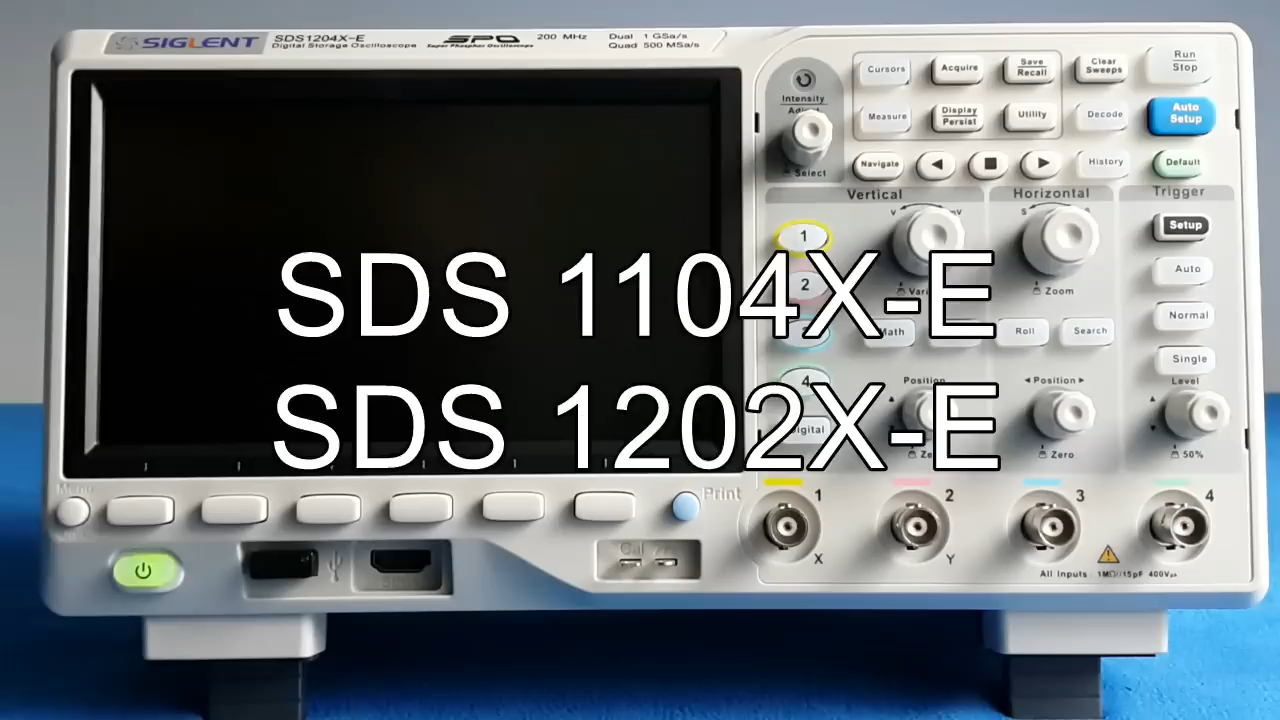 SIGLENT SDS1204X-E
Digital Storage Oscilloscope
SPO
Super Phosphor Oscilloscope
200 MHz
Dual 1 GSa/s
Quad 500 MSa/s
Intensity
Adjust
Select
Cursors
Acquire
Save
Recall
Clear
Sweeps
Run
Stop
Measure
Display
Persist
Utility
Decode
Auto
Setup
Navigate
History
Default
Vertical
Horizontal
Trigger
1
2
4
Zoom
Setup
Auto
Normal
Single
Level
50%
SDS 1104X-E
SDS 1202X-E
Math
Roll
Search
Position
Position
Zero
Digital
Menu
Print
Cal
1
2
3
4
X
Y
All Inputs 1MΩ//15pF 400Vpk